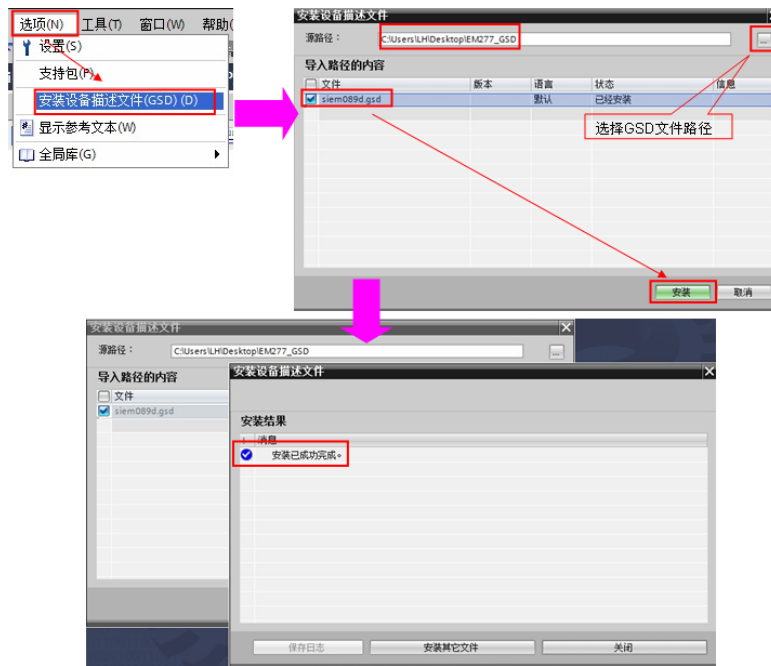 选项(N) 工具(T) 窗口(W) 帮助(
设置(S)
支持包(P)
安装设备描述文件(GSD) (D)
显示参考文本(W)
全局库(G)
安装设备描述文件
源路径： C:\Users\LH\Desktop\EM277_GSD ...
导入路径的内容
文件 版本 语言 状态 信息
siem089d.gsd 默认 已经安装
选择GSD文件路径
安装 取消
安装设备描述文件
源路径： C:\Users\LH\Desktop\EM277_GSD ...
导入路径的内容
文件
siem089d.gsd
安装设备描述文件
安装结果
! 消息
安装已成功完成。
保存日志 安装其它文件 关闭